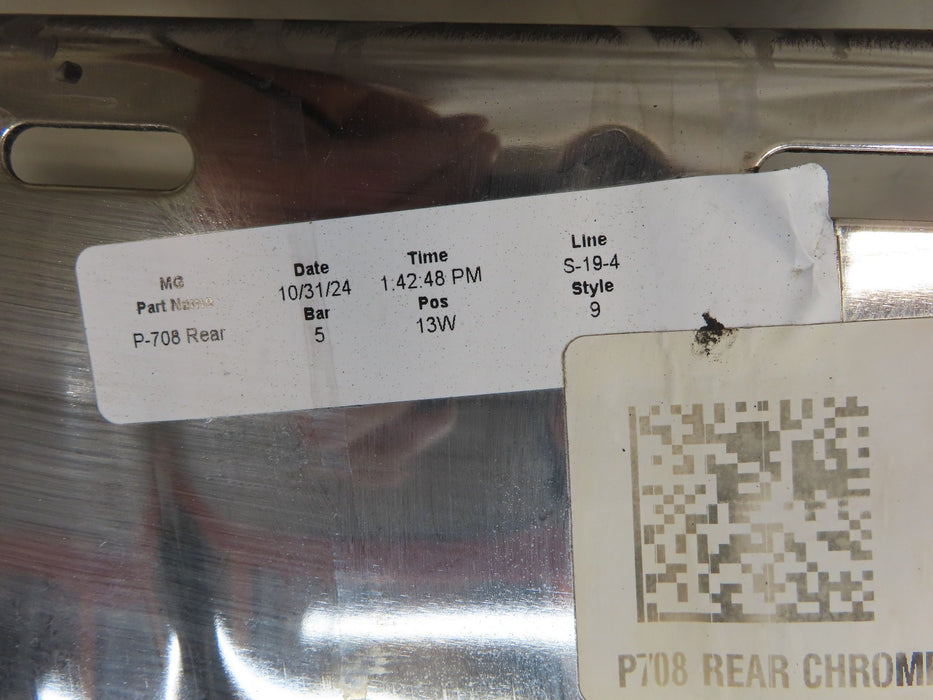 MG
Part Name
P-708 Rear
Date
10/31/24
Bar
5
Time
1:42:48 PM
Pos
13W
Line
S-19-4
Style
9
P708 REAR CHROM